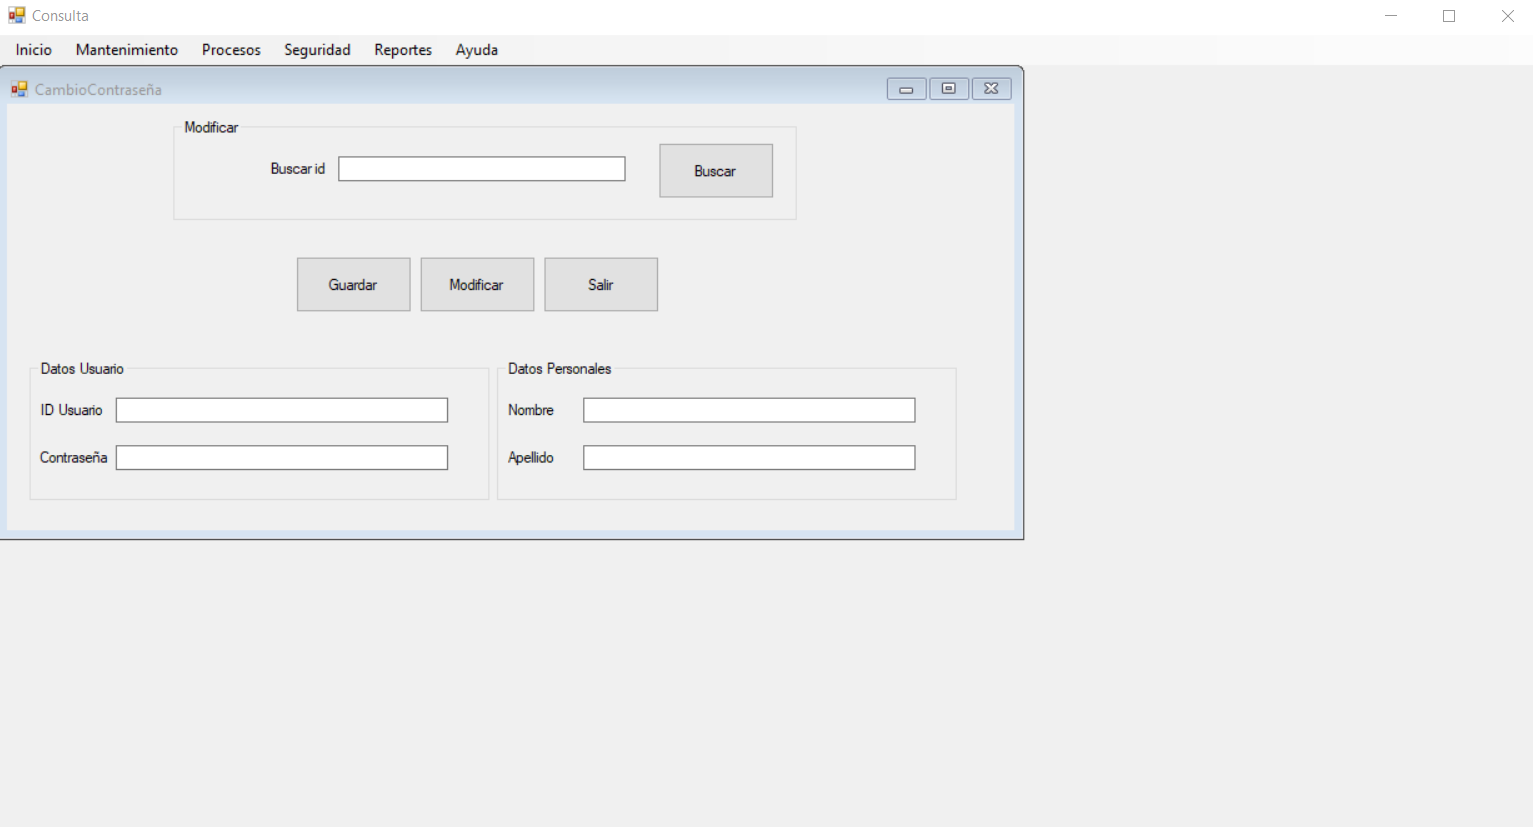 Consulta
Inicio Mantenimiento Procesos Seguridad Reportes Ayuda
CambioContraseña
Modificar
Buscar id Buscar
Guardar Modificar Salir
Datos Usuario
ID Usuario
Contraseña
Datos Personales
Nombre
Apellido